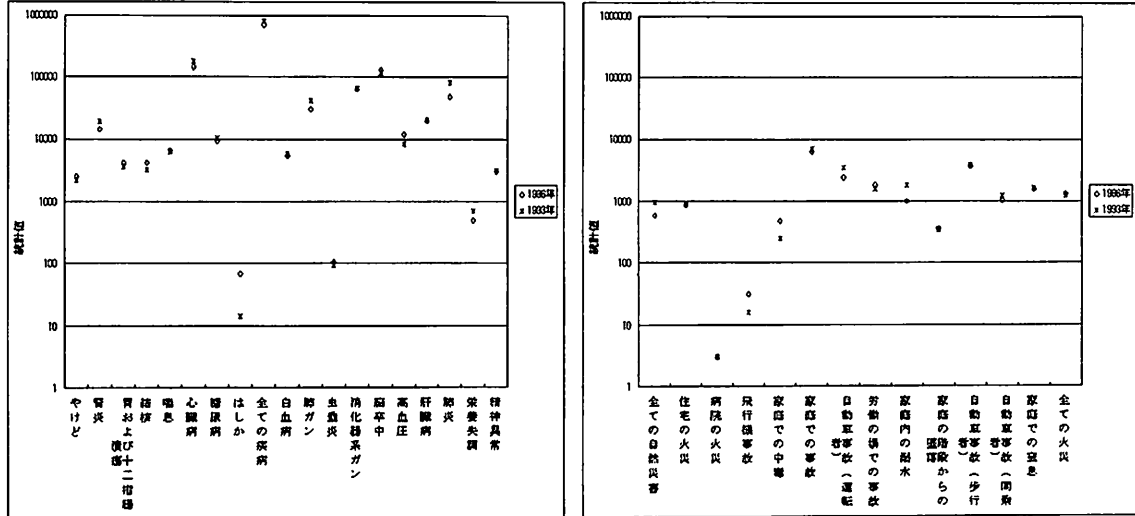 1000000
100000
10000
1000
100
10
1
統計値
やけど
腎炎
胃および十二指腸
潰瘍
結核
喘息
心臓病
糖尿病
はしか
全ての疾病
白血病
肺ガン
虫垂炎
消化器系ガン
脳卒中
高血圧
肝臓病
肺炎
栄養失調
精神異常
◇1986年
×1993年
1000000
100000
10000
1000
100
10
1
統計値
全ての自然災害
住宅の火災
病院の火災
飛行機事故
家庭での中毒
家庭での事故
自動車事故(運転
者)
労働の場での事故
家庭内の溺水
家庭の階段からの
墜落
自動車事故(歩行
者)
自動車事故(同乗
者)
家庭での窒息
全ての火災
◇1986年
×1993年